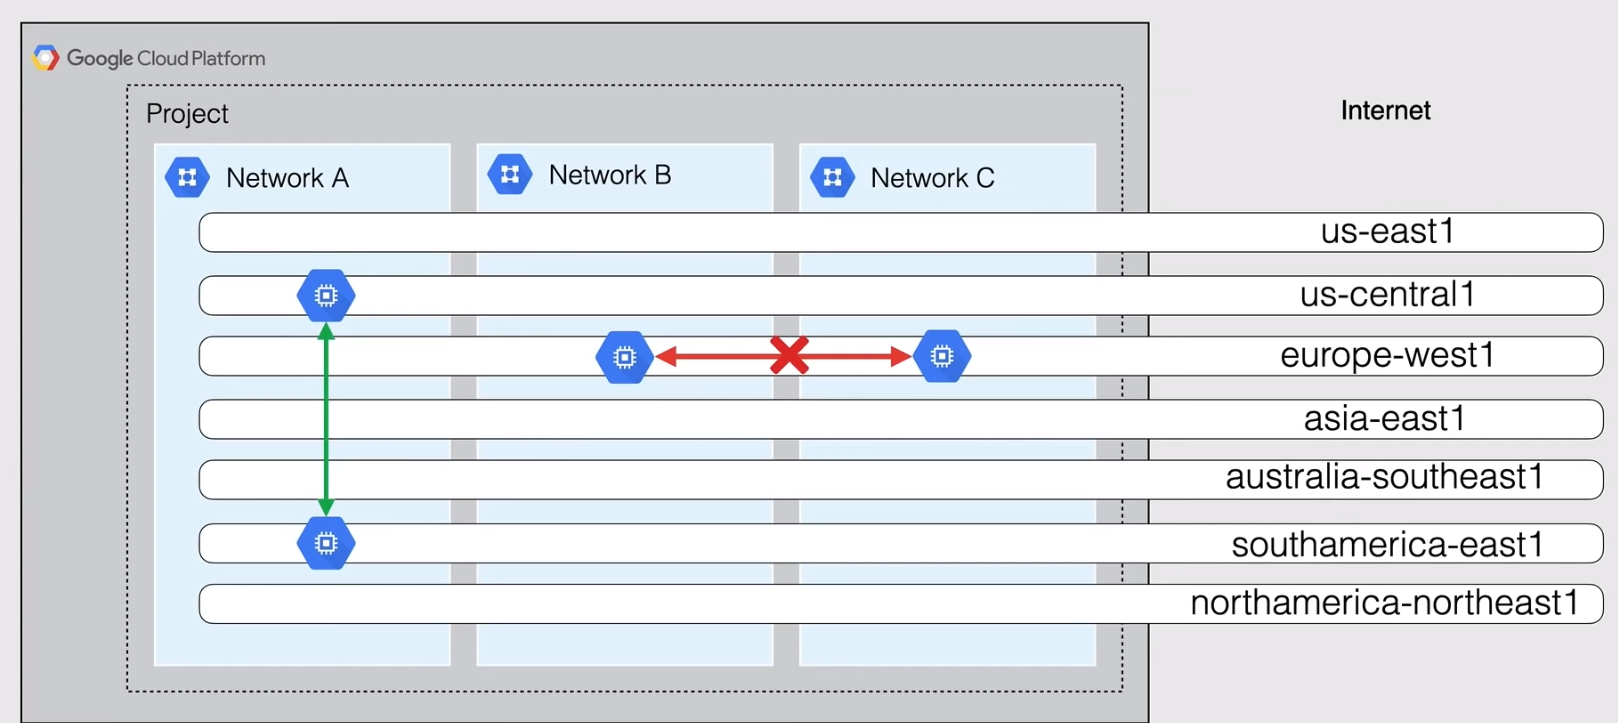 Google Cloud Platform
Project
Internet
Network A
Network B
Network C
us-east1
us-central1
europe-west1
asia-east1
australia-southeast1
southamerica-east1
northamerica-northeast1